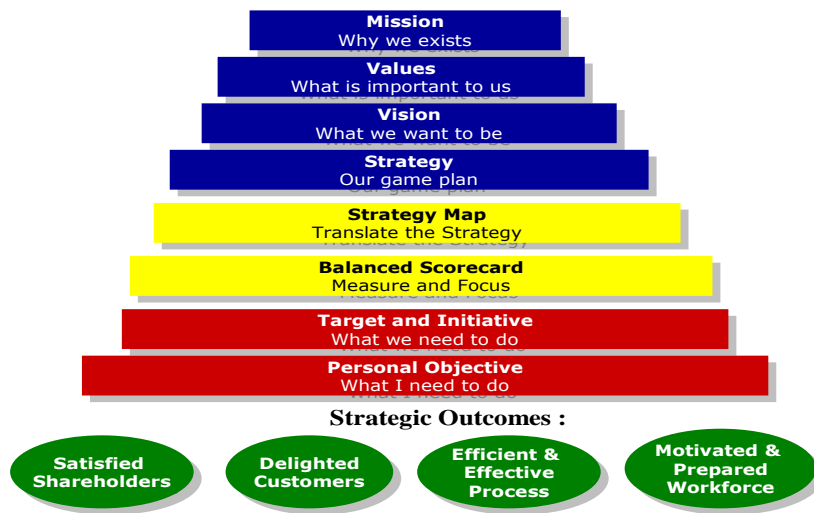 Mission
Why we exists
Values
What is important to us
Vision
What we want to be
Strategy
Our game plan
Strategy Map
Translate the Strategy
Balanced Scorecard
Measure and Focus
Target and Initiative
What we need to do
Personal Objective
What I need to do
Strategic Outcomes :
Satisfied
Shareholders
Delighted
Customers
Efficient &
Effective
Process
Motivated &
Prepared
Workforce